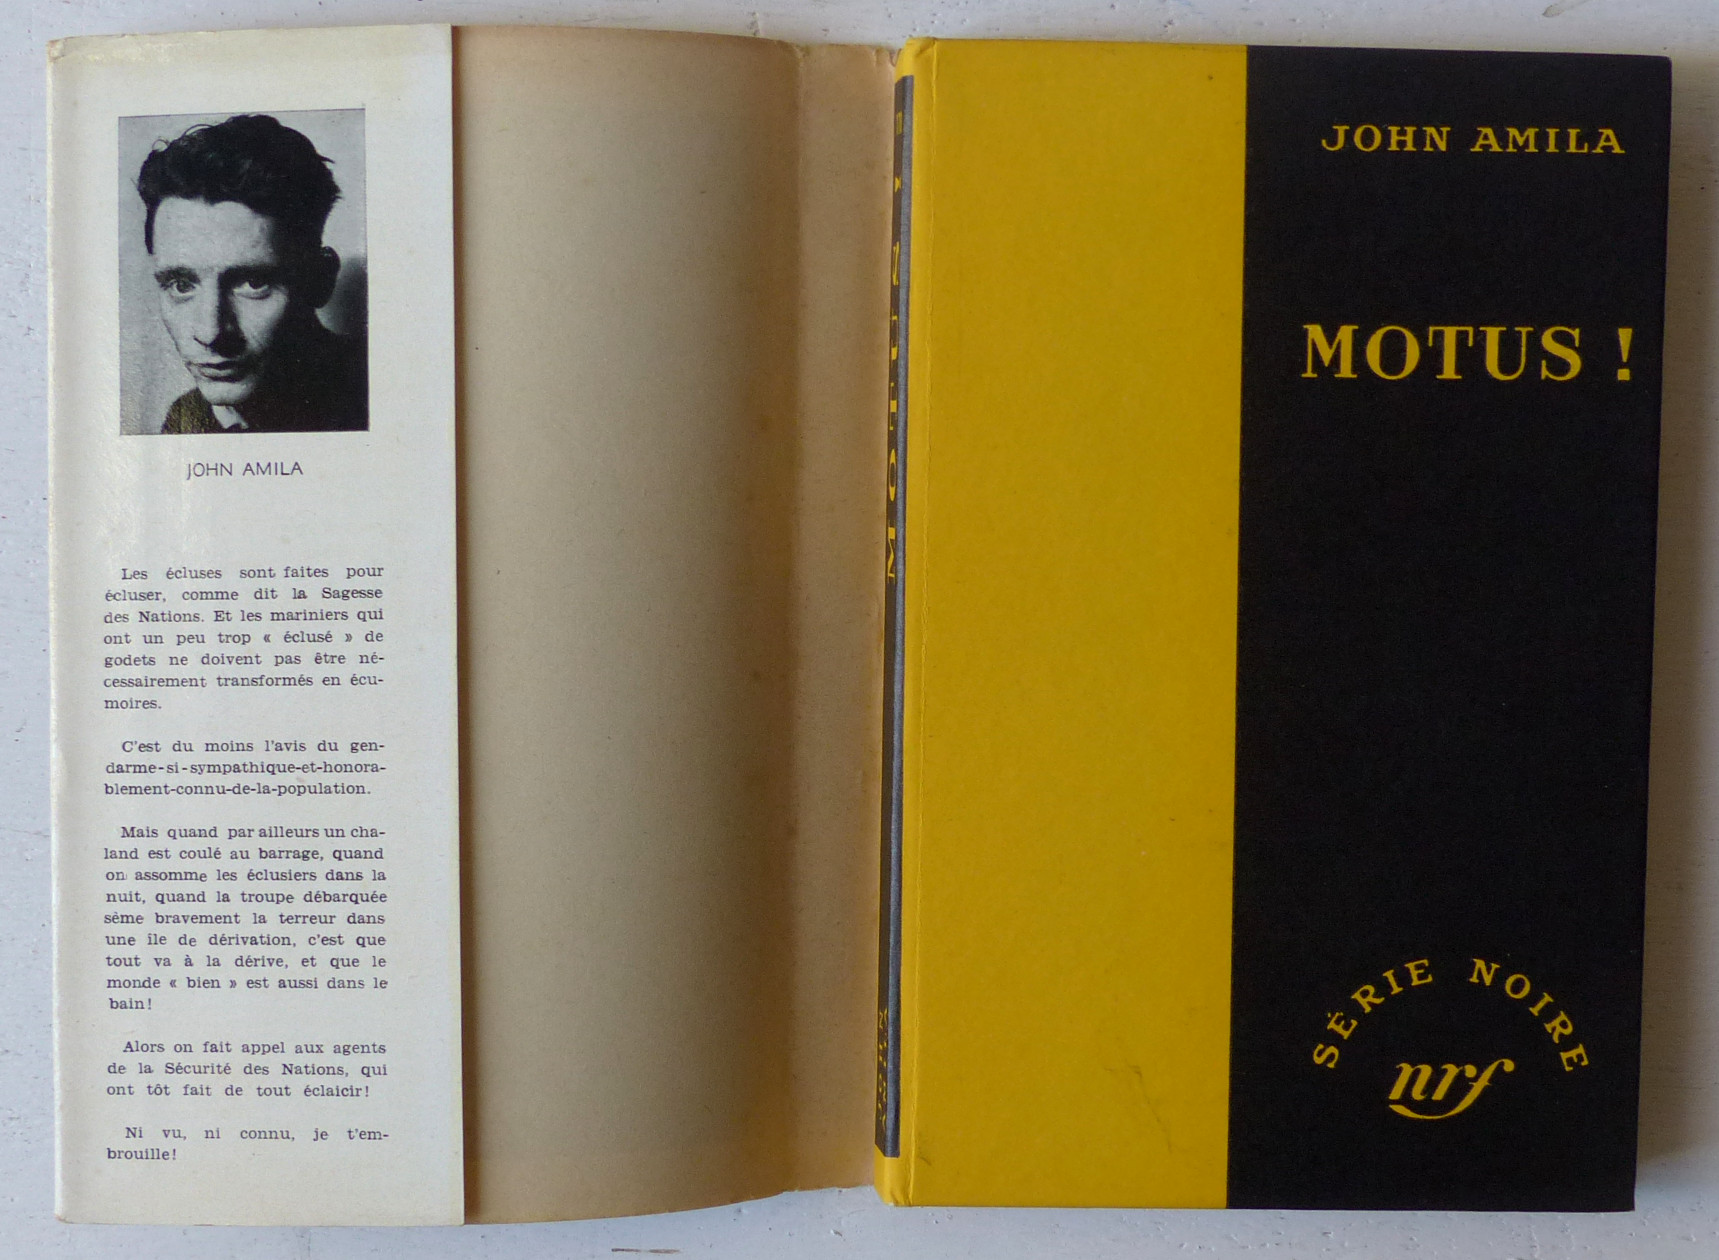 JOHN AMILA
Les écluses sont faites pour
écluser, comme dit la Sagesse
des Nations. Et les mariniers qui
ont un peu trop « éclusé » de
godets ne doivent pas être né-
cessairement transformés en écu-
moires.
C'est du moins l'avis du gen-
darme-si-sympathique-et-honora-
blement-connu-de-la-population.
Mais quand par ailleurs un cha-
land est coulé au barrage, quand
on assomme les éclusiers dans la
nuit, quand la troupe débarquée
sème bravement la terreur dans
une île de dérivation, c'est que
tout va à la dérive, et que le
monde « bien » est aussi dans le
bain!
Alors on fait appel aux agents
de la Sécurité des Nations, qui
ont tôt fait de tout éclaicir!
Ni vu, ni connu, je t'em-
brouille!
MOTUS !
JOHN AMILA
MOTUS !
SÉRIE NOIRE
nrf